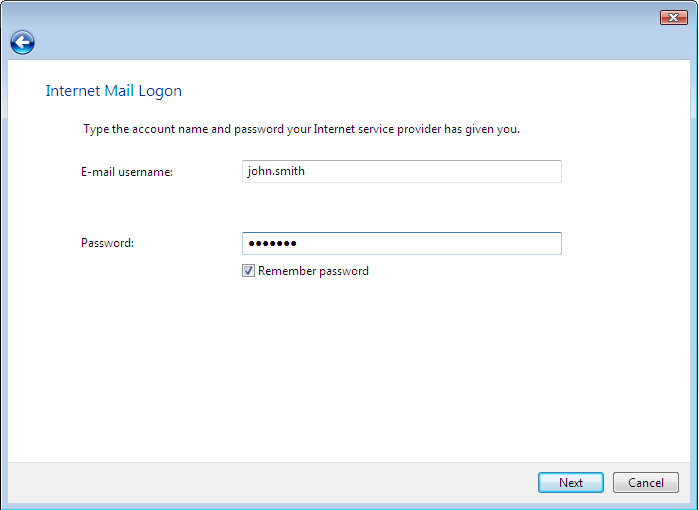 Internet Mail Logon
Type the account name and password your Internet service provider has given you.
E-mail username: john.smith
Password: •••••••
Remember password
Next Cancel